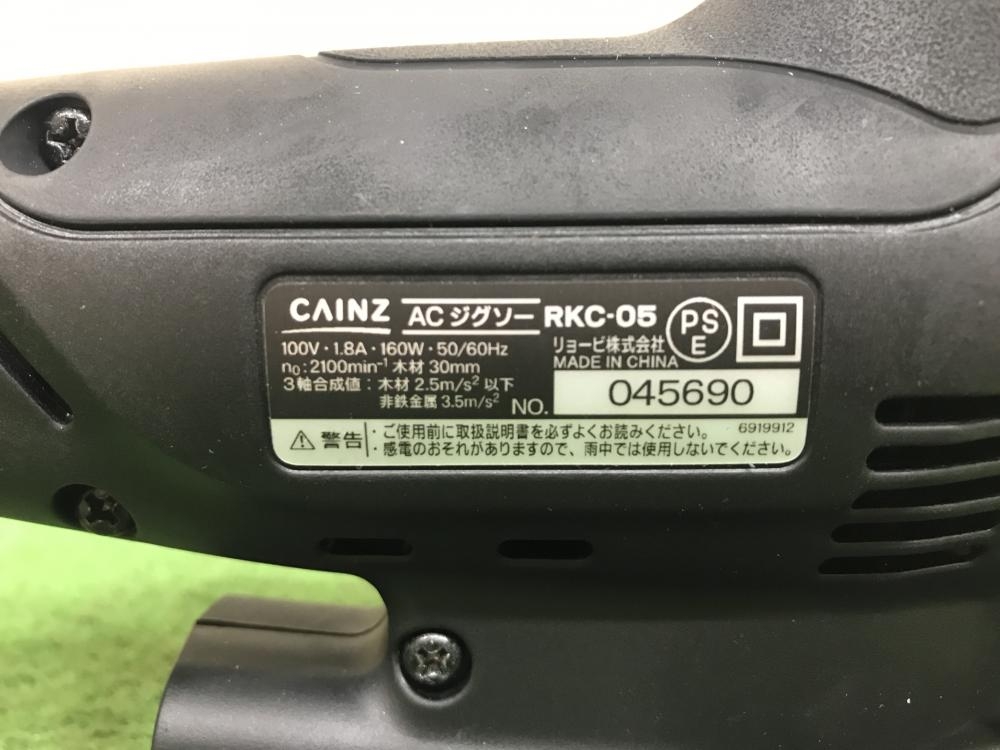 CAINZ ACジグソー RKC-05 PSE
100V・1.8A・160W・50/60Hz リョービ株式会社
n₀:2100min⁻¹ 木材 30mm MADE IN CHINA
3軸合成値：木材 2.5m/s² 以下
非鉄金属 3.5m/s² NO. 045690
6919912
⚠警告 ・ご使用前に取扱説明書を必ずよくお読みください。
・感電のおそれがありますので、雨中では使用しないでください。